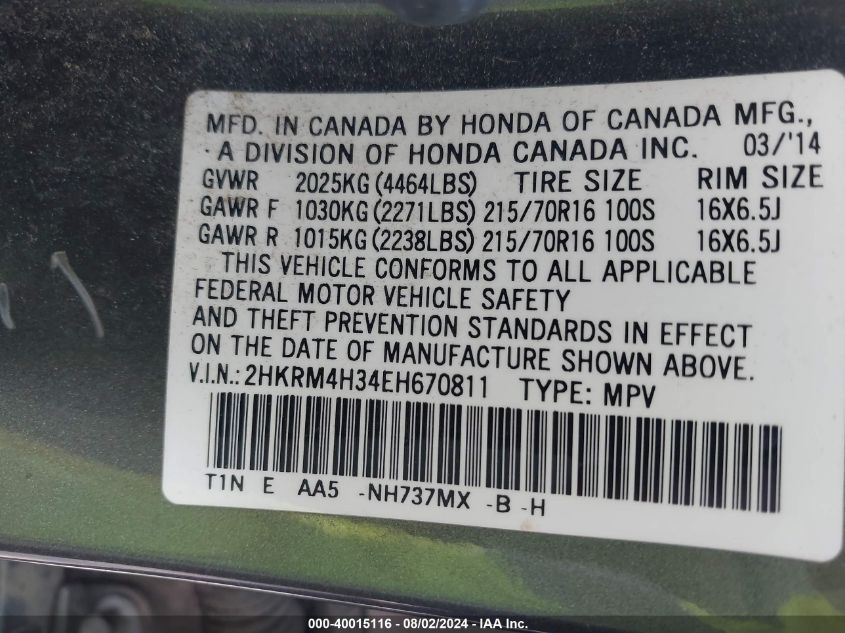 MFD. IN CANADA BY HONDA OF CANADA MFG.,
A DIVISION OF HONDA CANADA INC. 03/'14
GVWR 2025KG (4464LBS) TIRE SIZE RIM SIZE
GAWR F 1030KG (2271LBS) 215/70R16 100S 16X6.5J
GAWR R 1015KG (2238LBS) 215/70R16 100S 16X6.5J
THIS VEHICLE CONFORMS TO ALL APPLICABLE
FEDERAL MOTOR VEHICLE SAFETY
AND THEFT PREVENTION STANDARDS IN EFFECT
ON THE DATE OF MANUFACTURE SHOWN ABOVE.
V.I.N.: 2HKRM4H34EH670811 TYPE: MPV
T1N E AA5 -NH737MX -B -H
000-40015116 - 08/02/2024 - IAA Inc.